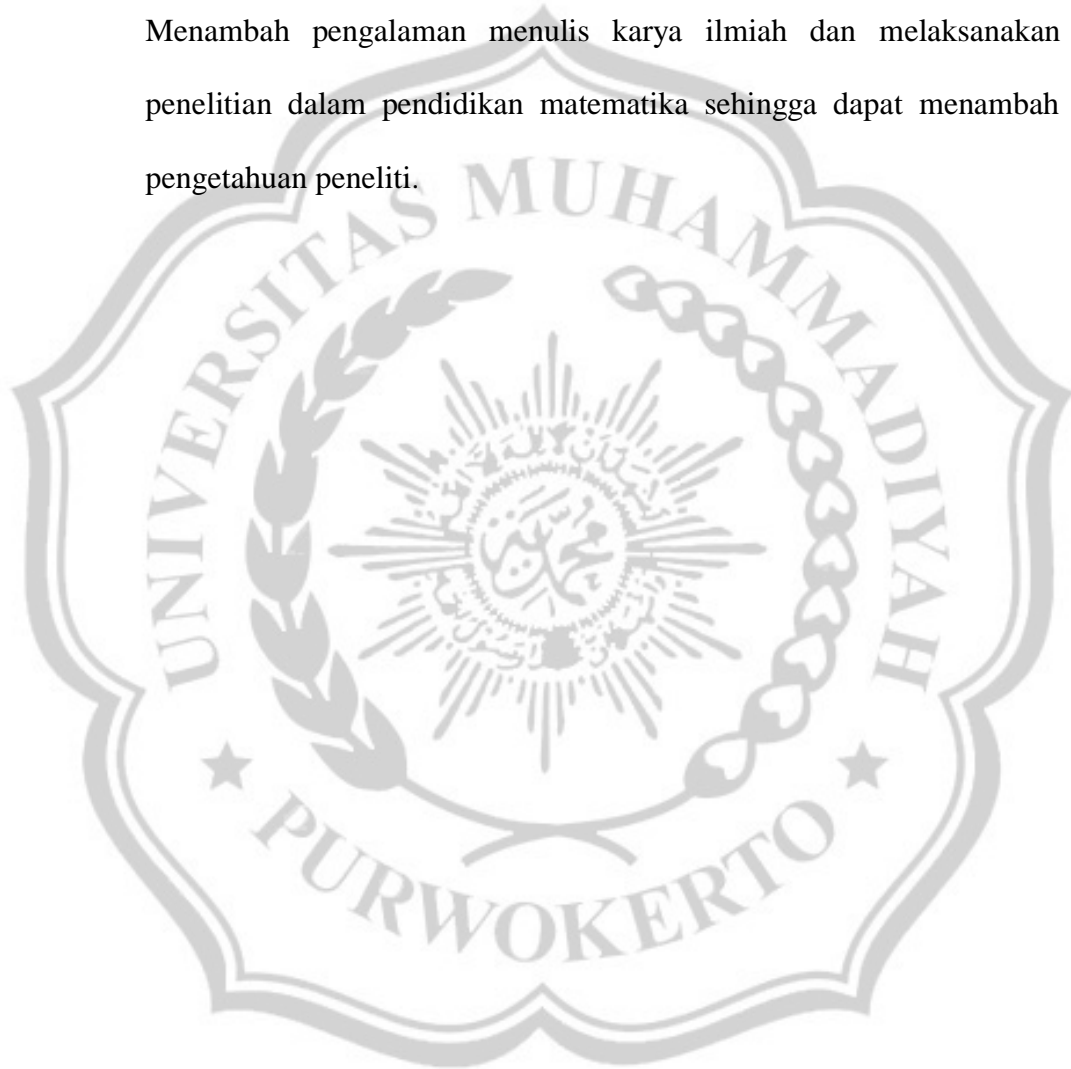 Menambah pengalaman menulis karya ilmiah dan melaksanakan
penelitian dalam pendidikan matematika sehingga dapat menambah
pengetahuan peneliti.
UNIVERSITAS MUHAMMADIYAH
محمد
PURWOKERTO